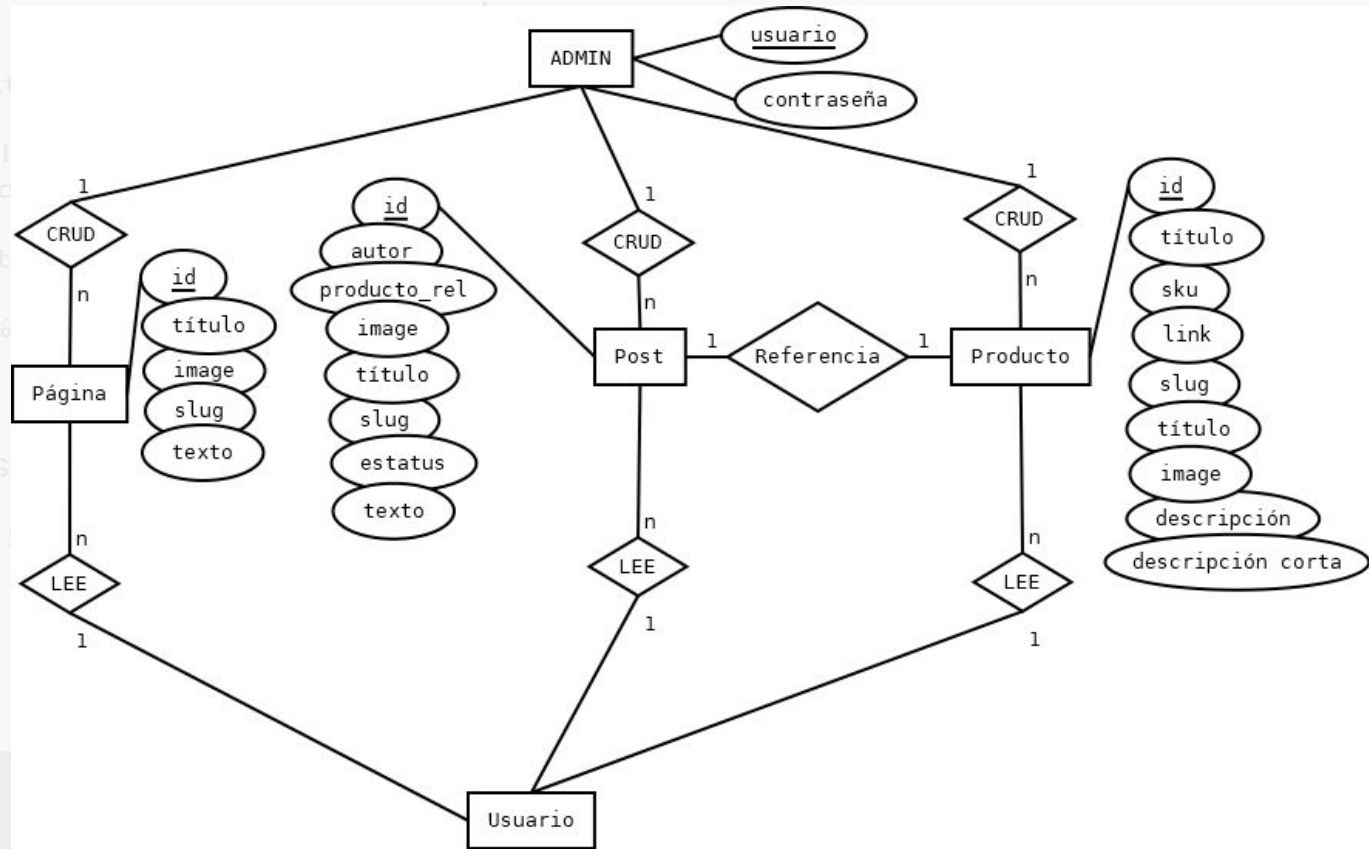 ADMIN
usuario
contraseña
1
1
1
CRUD
CRUD
CRUD
n
n
n
id
título
image
slug
texto
id
autor
producto_rel
image
título
slug
estatus
texto
id
título
sku
link
slug
título
image
descripción
descripción corta
Página
Post
1
Referencia
1
Producto
n
n
n
LEE
LEE
LEE
1
1
1
Usuario